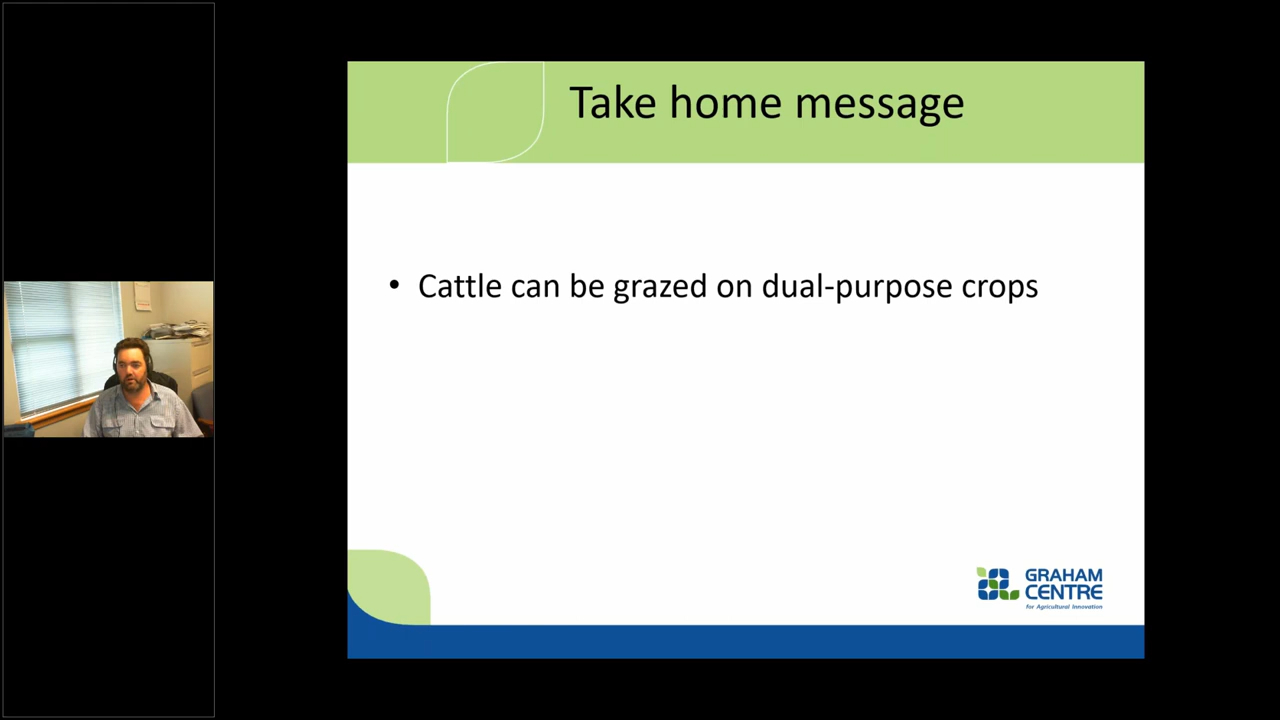 Take home message
• Cattle can be grazed on dual-purpose crops
GRAHAM
CENTRE
for Agricultural Innovation